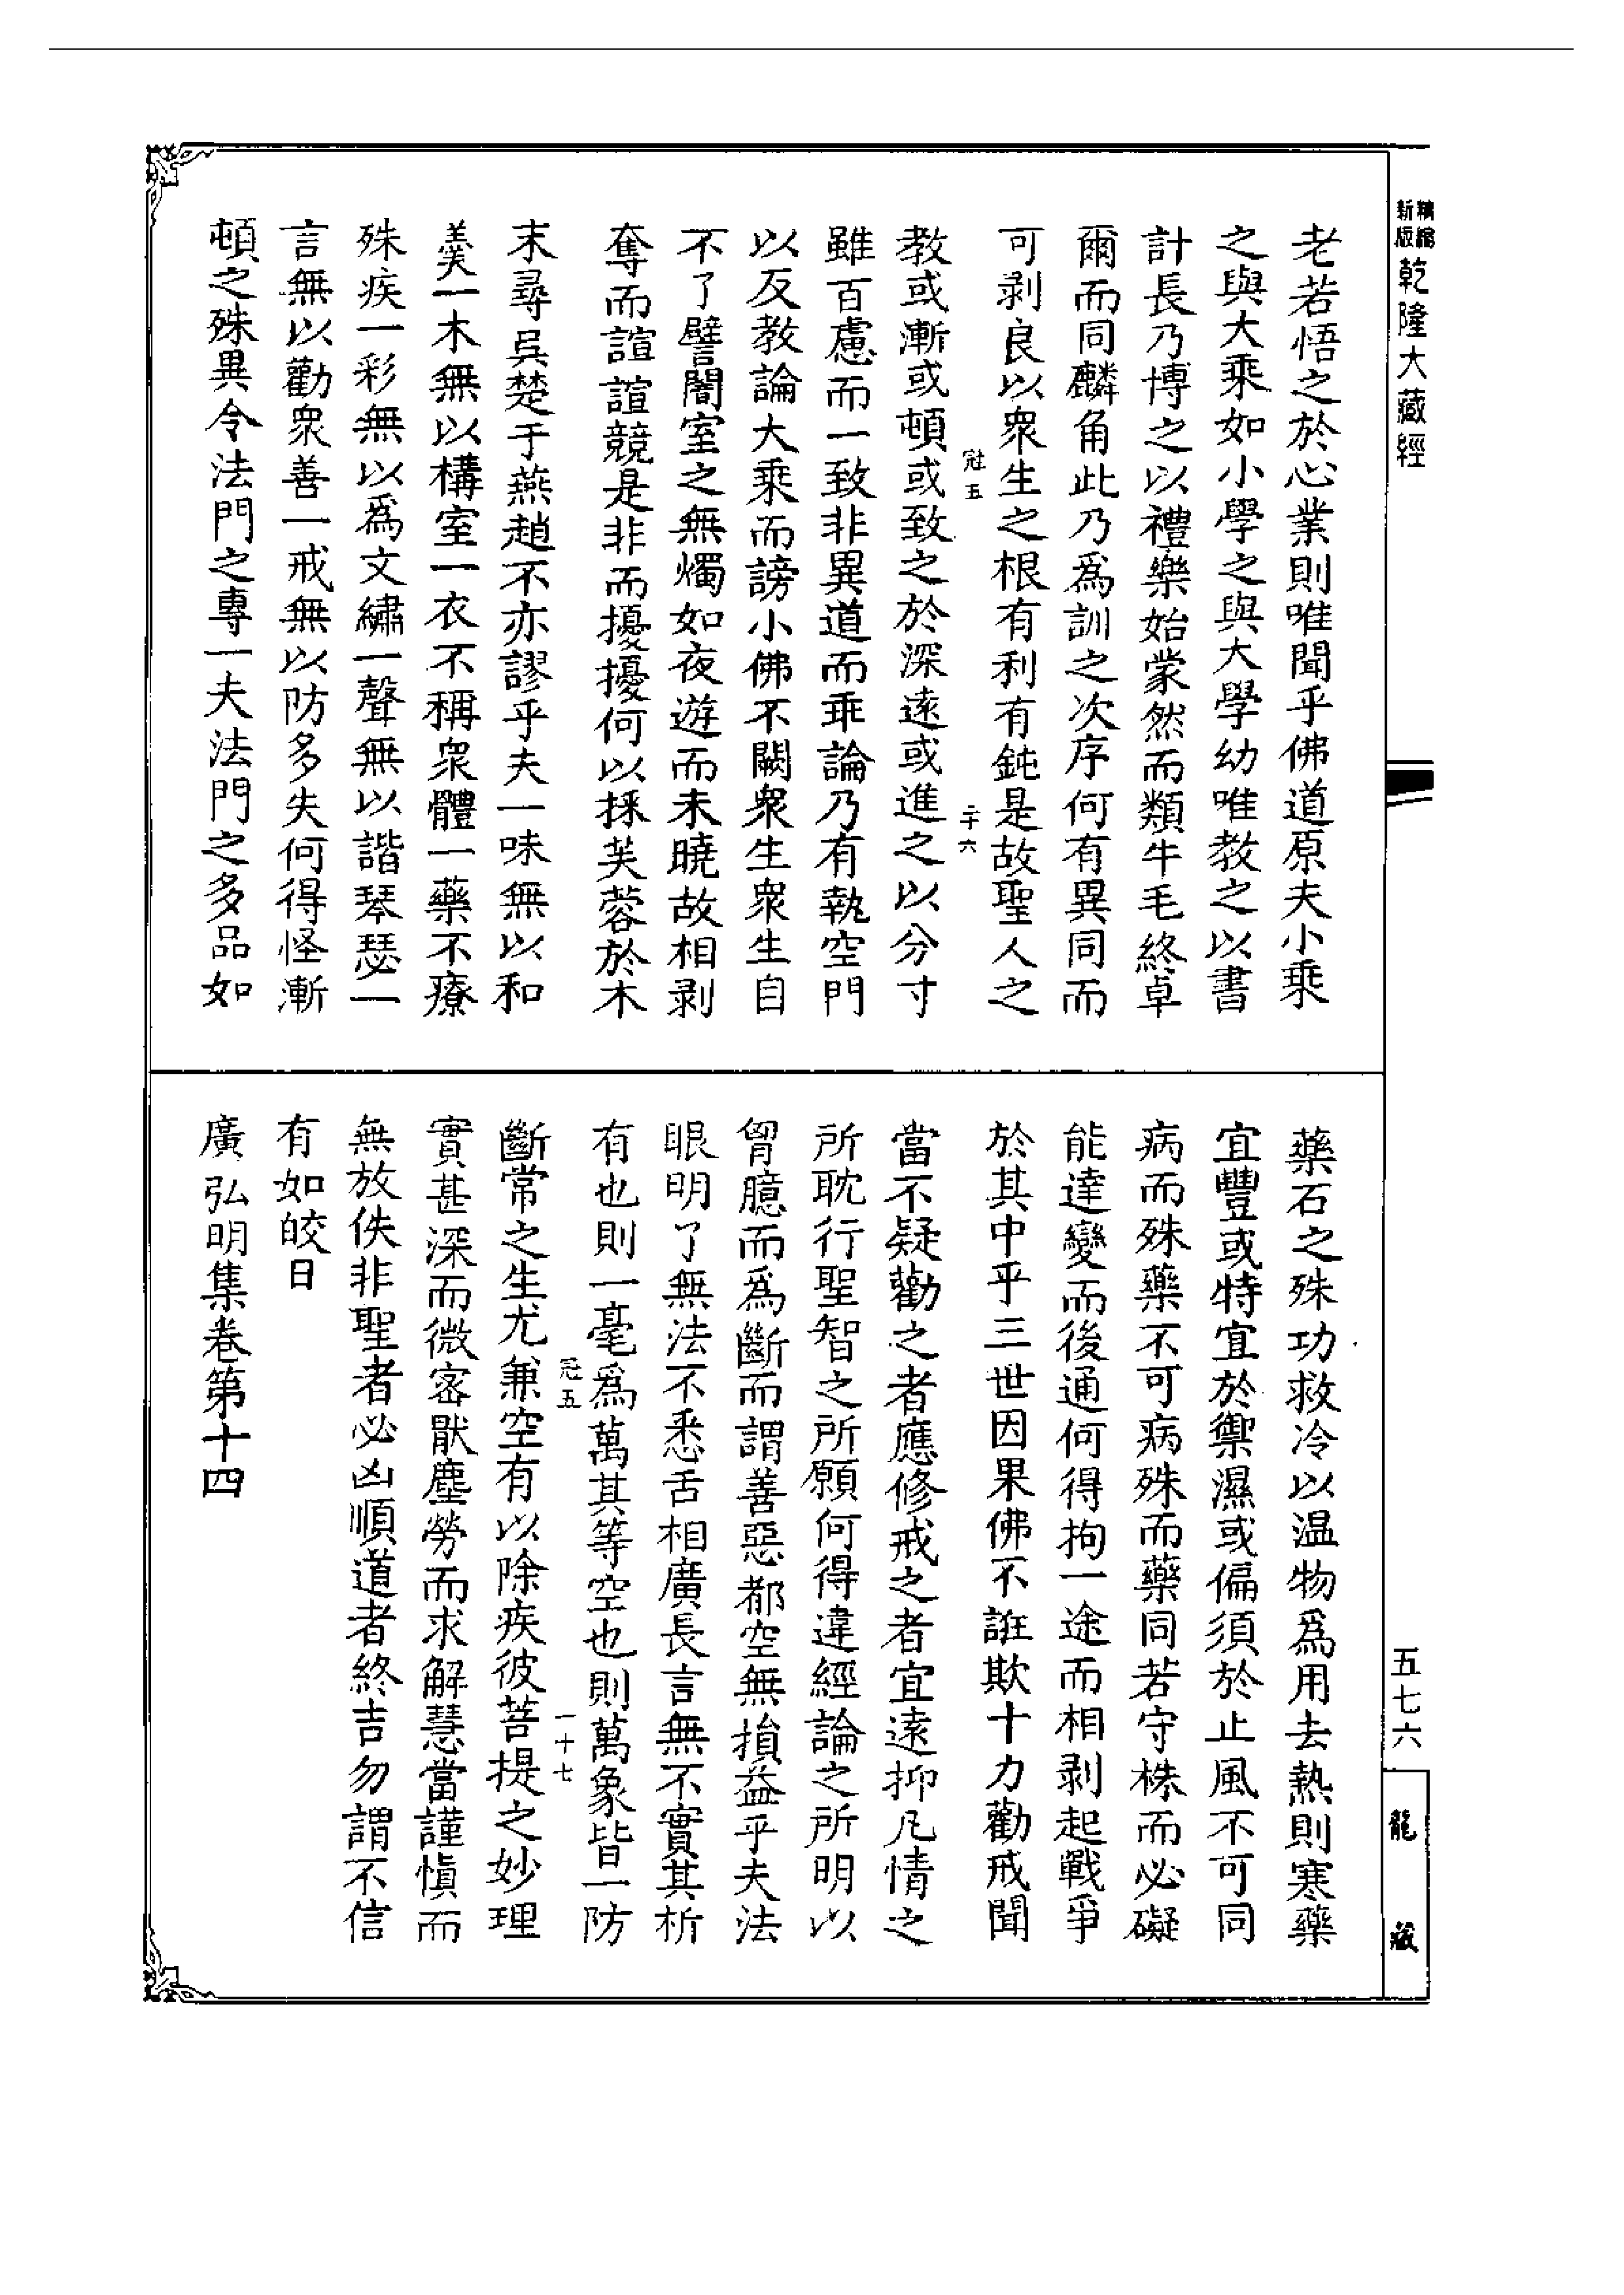 精縮新版乾隆大藏經
老若悟之於心業則唯聞乎佛道原夫小乘
之與大乘如小學之與大學幼唯教之以書
計長乃博之以禮樂始蒙然而類牛毛終卓
爾而同麟角此乃爲訓之次序何有異同而
可剥良以衆生之根有利有鈍是故聖人之
冠五
二十六
教或漸或頓或致之於深遠或進之以分寸
雖百慮而一致非異道而乖論乃有執空門
以反教論大乘而謗小佛不闕衆生衆生自
不了譬闇室之無燭如夜遊而未曉故相剥
奪而諠諠競是非而擾擾何以採芙蓉於木
末尋吳楚于燕趙不亦謬乎夫一味無以和
羹一木無以構室一衣不稱衆體一藥不療
殊疾一彩無以爲文繡一聲無以諧琴瑟一
言無以勸衆善一戒無以防多失何得怪漸
頓之殊異令法門之專一夫法門之多品如
藥石之殊功救冷以温物爲用去熱則寒藥
宜豐或特宜於禦濕或偏須於止風不可同
病而殊藥不可病殊而藥同若守株而必礙
能達變而後通何得拘一途而相剥起戰爭
於其中乎三世因果佛不誑欺十力勸戒聞
當不疑勸之者應修戒之者宜遠抑凡情之
所耽行聖智之所願何得違經論之所明以
胷臆而爲斷而謂善惡都空無損益乎夫法
眼明了無法不悉舌相廣長言無不實其析
有也則一毫爲萬其等空也則萬象皆一防
冠五
一十七
斷常之生尤兼空有以除疾彼菩提之妙理
實甚深而微密猒塵勞而求解慧當謹慎而
無放佚非聖者必凶順道者終吉勿謂不信
有如皎日
廣弘明集卷第十四
五七六
龍藏